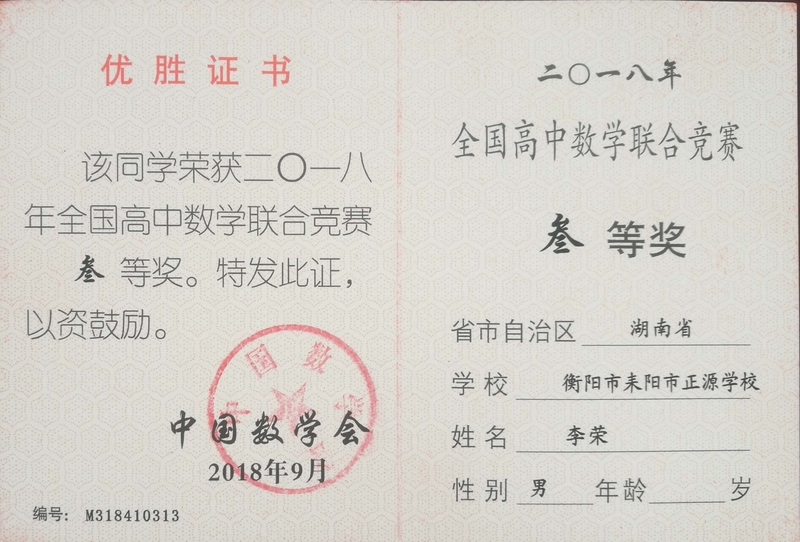 优胜证书
该同学荣获二〇一八
年全国高中数学联合竞赛
叁 等奖。特发此证，
以资鼓励。
中国数学会
中国数学会
2018年9月
编号： M318410313
二〇一八年
全国高中数学联合竞赛
叁 等奖
省市自治区 湖南省
学校 衡阳市耒阳市正源学校
姓名 李荣
性别 男 年龄 岁